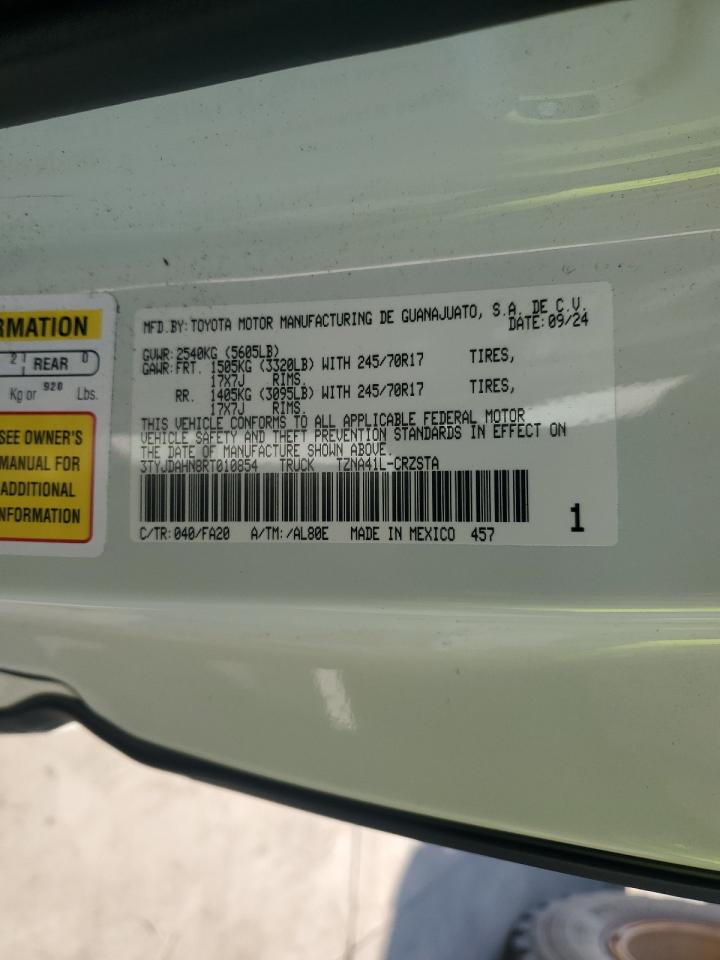 RMATION
2 REAR 0
Kg or 920 Lbs.
SEE OWNER'S
MANUAL FOR
ADDITIONAL
NFORMATION
MFD.BY:TOYOTA MOTOR MANUFACTURING DE GUANAJUATO, S.A. DE C.V.
DATE:09/24
GVWR:2540KG (5605LB)
GAWR:FRT. 1505KG (3320LB) WITH 245/70R17 TIRES,
17X7J RIMS.
RR. 1405KG (3095LB) WITH 245/70R17 TIRES,
17X7J RIMS.
THIS VEHICLE CONFORMS TO ALL APPLICABLE FEDERAL MOTOR
VEHICLE SAFETY AND THEFT PREVENTION STANDARDS IN EFFECT ON
THE DATE OF MANUFACTURE SHOWN ABOVE.
3TYJDAHN8RT010854 TRUCK TZNA41L-CRZSTA
1
C/TR:040/FA20 A/TM:/AL80E MADE IN MEXICO 457